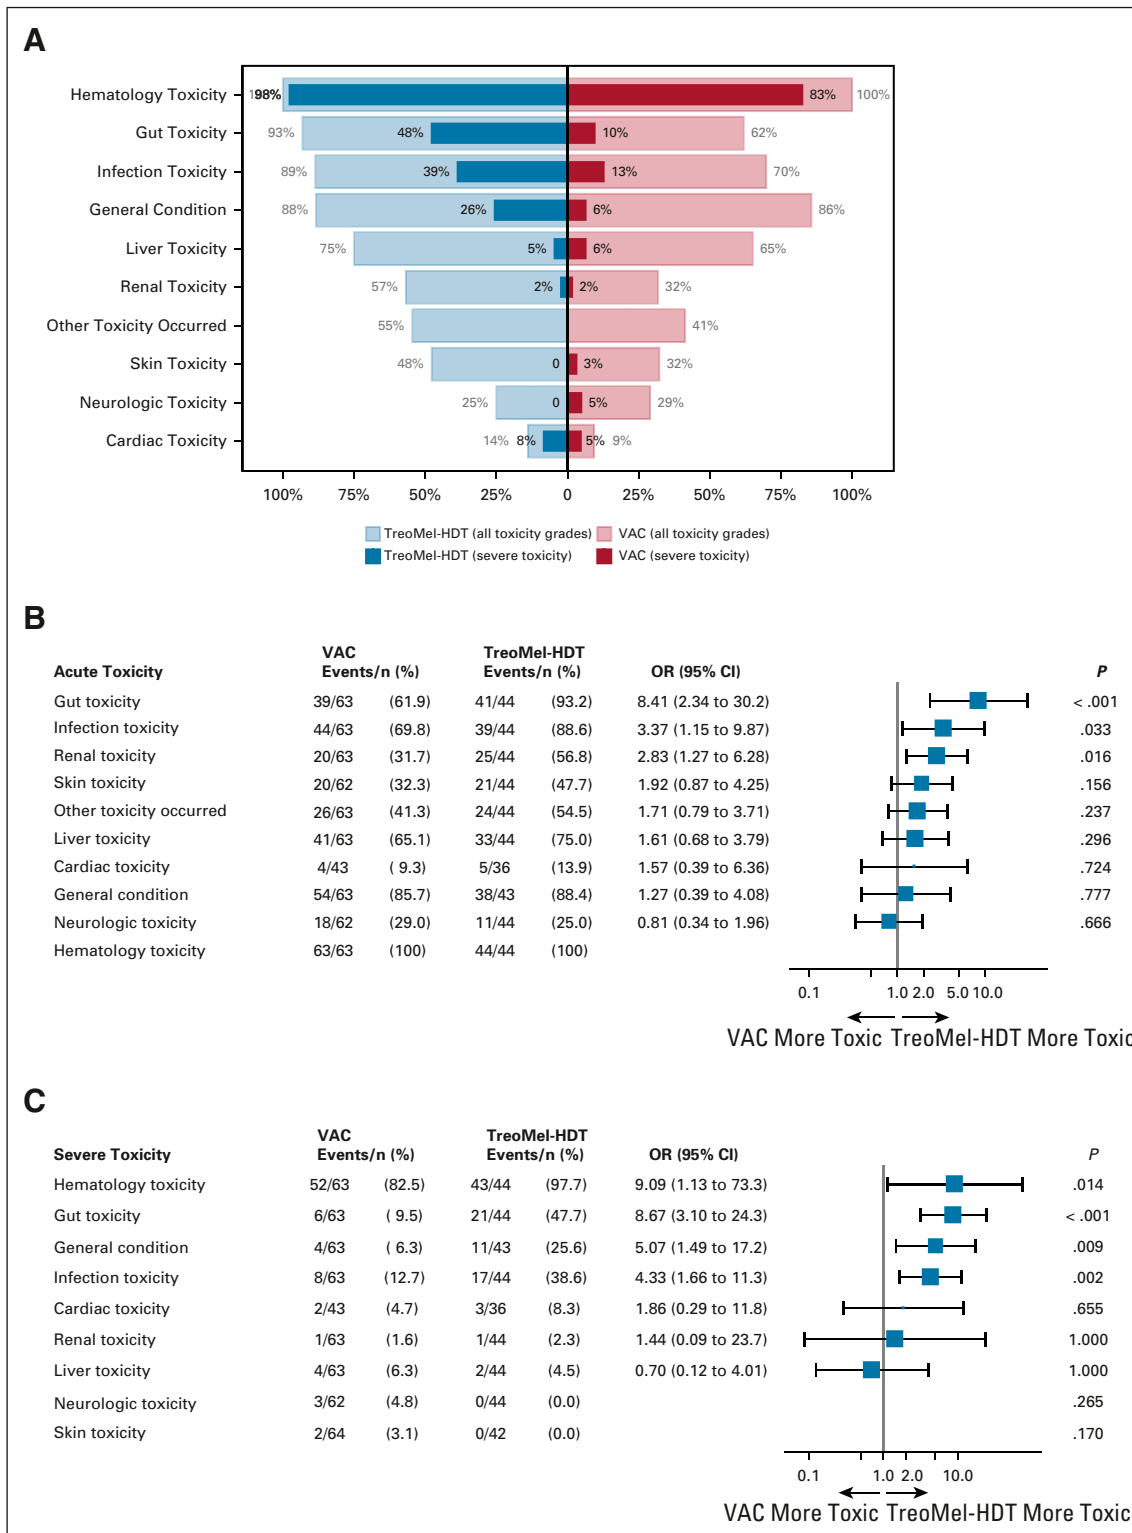 A
Hematology Toxicity 98% 83% 100%
Gut Toxicity 93% 48% 10% 62%
Infection Toxicity 89% 39% 13% 70%
General Condition 88% 26% 6% 86%
Liver Toxicity 75% 5% 6% 65%
Renal Toxicity 57% 2% 2% 32%
Other Toxicity Occurred 55% 41%
Skin Toxicity 48% 0 3% 32%
Neurologic Toxicity 25% 0 5% 29%
Cardiac Toxicity 14% 8% 5% 9%
100% 75% 50% 25% 0 25% 50% 75% 100%
TreoMel-HDT (all toxicity grades) VAC (all toxicity grades)
TreoMel-HDT (severe toxicity) VAC (severe toxicity)
B
VAC TreoMel-HDT
Acute Toxicity Events/n (%) Events/n (%) OR (95% CI) P
Gut toxicity 39/63 (61.9) 41/44 (93.2) 8.41 (2.34 to 30.2) < .001
Infection toxicity 44/63 (69.8) 39/44 (88.6) 3.37 (1.15 to 9.87) .033
Renal toxicity 20/63 (31.7) 25/44 (56.8) 2.83 (1.27 to 6.28) .016
Skin toxicity 20/62 (32.3) 21/44 (47.7) 1.92 (0.87 to 4.25) .156
Other toxicity occurred 26/63 (41.3) 24/44 (54.5) 1.71 (0.79 to 3.71) .237
Liver toxicity 41/63 (65.1) 33/44 (75.0) 1.61 (0.68 to 3.79) .296
Cardiac toxicity 4/43 ( 9.3) 5/36 (13.9) 1.57 (0.39 to 6.36) .724
General condition 54/63 (85.7) 38/43 (88.4) 1.27 (0.39 to 4.08) .777
Neurologic toxicity 18/62 (29.0) 11/44 (25.0) 0.81 (0.34 to 1.96) .666
Hematology toxicity 63/63 (100) 44/44 (100)
0.1 1.0 2.0 5.0 10.0
VAC More Toxic TreoMel-HDT More Toxic
C
VAC TreoMel-HDT
Severe Toxicity Events/n (%) Events/n (%) OR (95% CI) P
Hematology toxicity 52/63 (82.5) 43/44 (97.7) 9.09 (1.13 to 73.3) .014
Gut toxicity 6/63 ( 9.5) 21/44 (47.7) 8.67 (3.10 to 24.3) < .001
General condition 4/63 ( 6.3) 11/43 (25.6) 5.07 (1.49 to 17.2) .009
Infection toxicity 8/63 (12.7) 17/44 (38.6) 4.33 (1.66 to 11.3) .002
Cardiac toxicity 2/43 (4.7) 3/36 (8.3) 1.86 (0.29 to 11.8) .655
Renal toxicity 1/63 (1.6) 1/44 (2.3) 1.44 (0.09 to 23.7) 1.000
Liver toxicity 4/63 (6.3) 2/44 (4.5) 0.70 (0.12 to 4.01) 1.000
Neurologic toxicity 3/62 (4.8) 0/44 (0.0) .265
Skin toxicity 2/64 (3.1) 0/42 (0.0) .170
0.1 1.0 2.0 10.0
VAC More Toxic TreoMel-HDT More Toxic